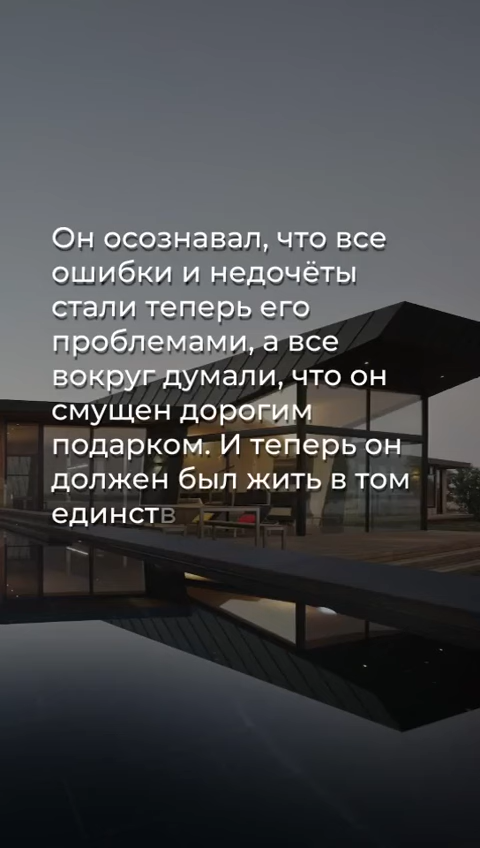 Он осознавал, что все
ошибки и недочёты
стали теперь его
проблемами, а все
вокруг думали, что он
смущен дорогим
подарком. И теперь он
должен был жить в том
единств